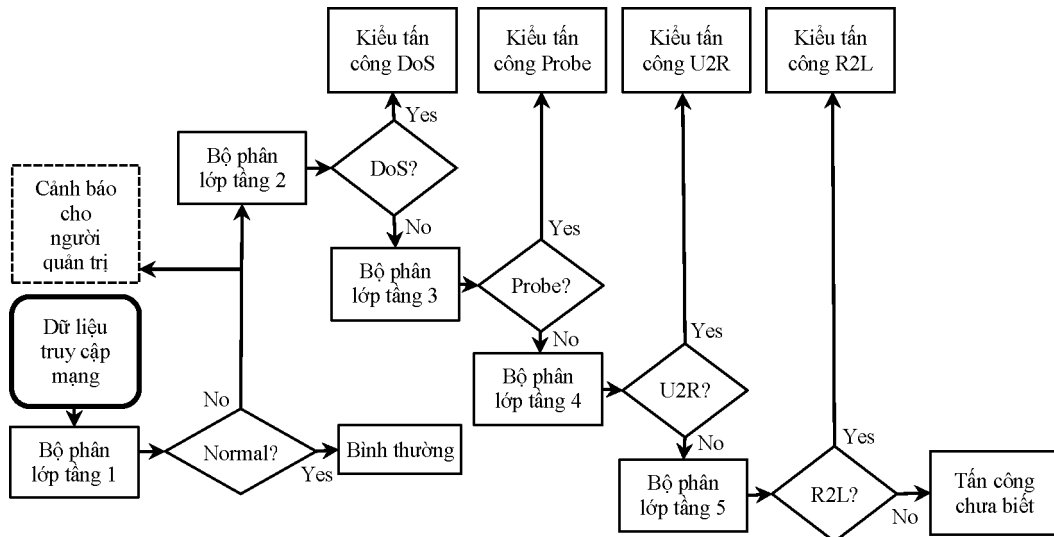 Kiểu tấn
công DoS
Kiểu tấn
công Probe
Kiểu tấn
công U2R
Kiểu tấn
công R2L
Yes
Bộ phân
lớp tầng 2
DoS?
Cảnh báo
cho
người
quản trị
No
Yes
Bộ phân
lớp tầng 3
Probe?
Dữ liệu
truy cập
mạng
No
Yes
Bộ phân
lớp tầng 4
U2R?
No
Bộ phân
lớp tầng 1
Normal?
Yes
Bình thường
No
Yes
Bộ phân
lớp tầng 5
R2L?
No
Tấn công
chưa biết